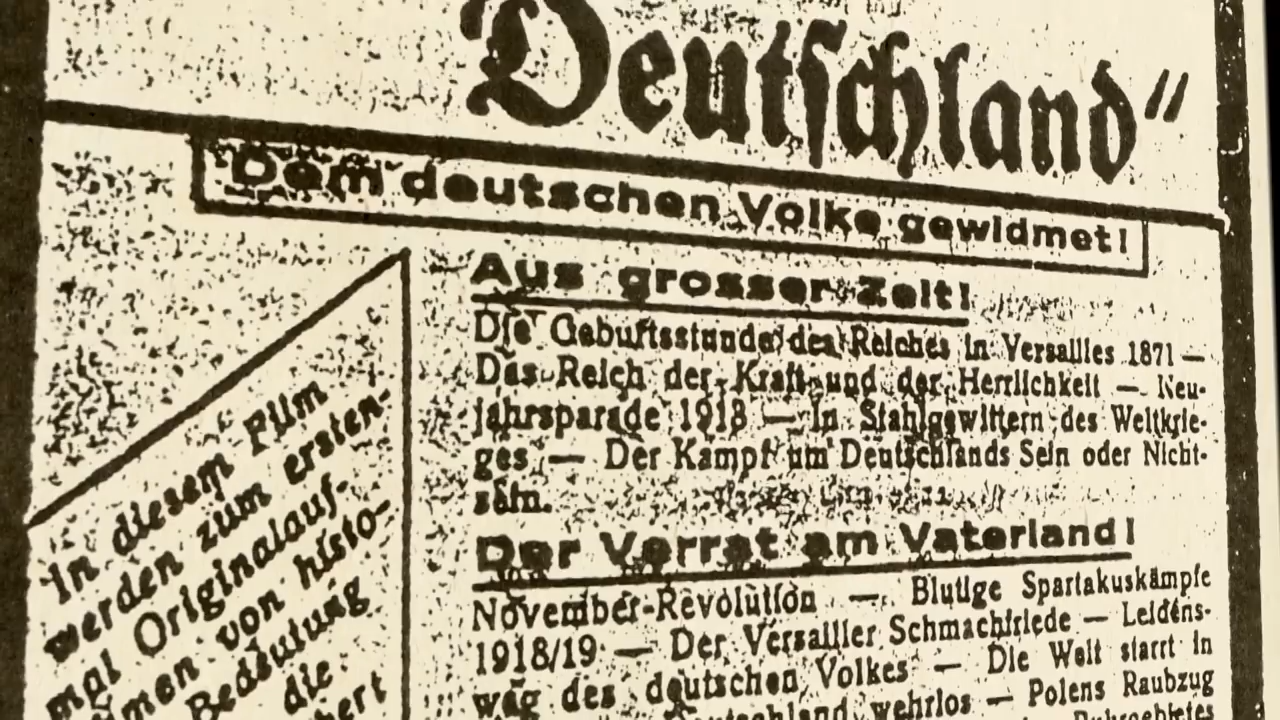 Deutschland“
Dem deutschen Volke gewidmet!
Aus grosser Zeit!
Die Geburtsstunde des Reiches in Versailles 1871 —
Das Reich der Kraft und der Herrlichkeit — Neu-
jahrsparade 1913 — In Stahlgewittern des Weltkrie-
ges — Der Kampf um Deutschlands Sein oder Nicht-
sein.
Der Verrat am Vaterland!
November-Revolution — Blutige Spartakuskämpfe
1918/19 — Der Versailler Schmachfriede — Leidens-
weg des deutschen Volkes — Die Welt starrt in
wehrlos — Polens Raubzug
Ruhrgebietes
In diesem Film
werden zum ersten-
mal Originalauf-
von histo-
Bedeutung
die